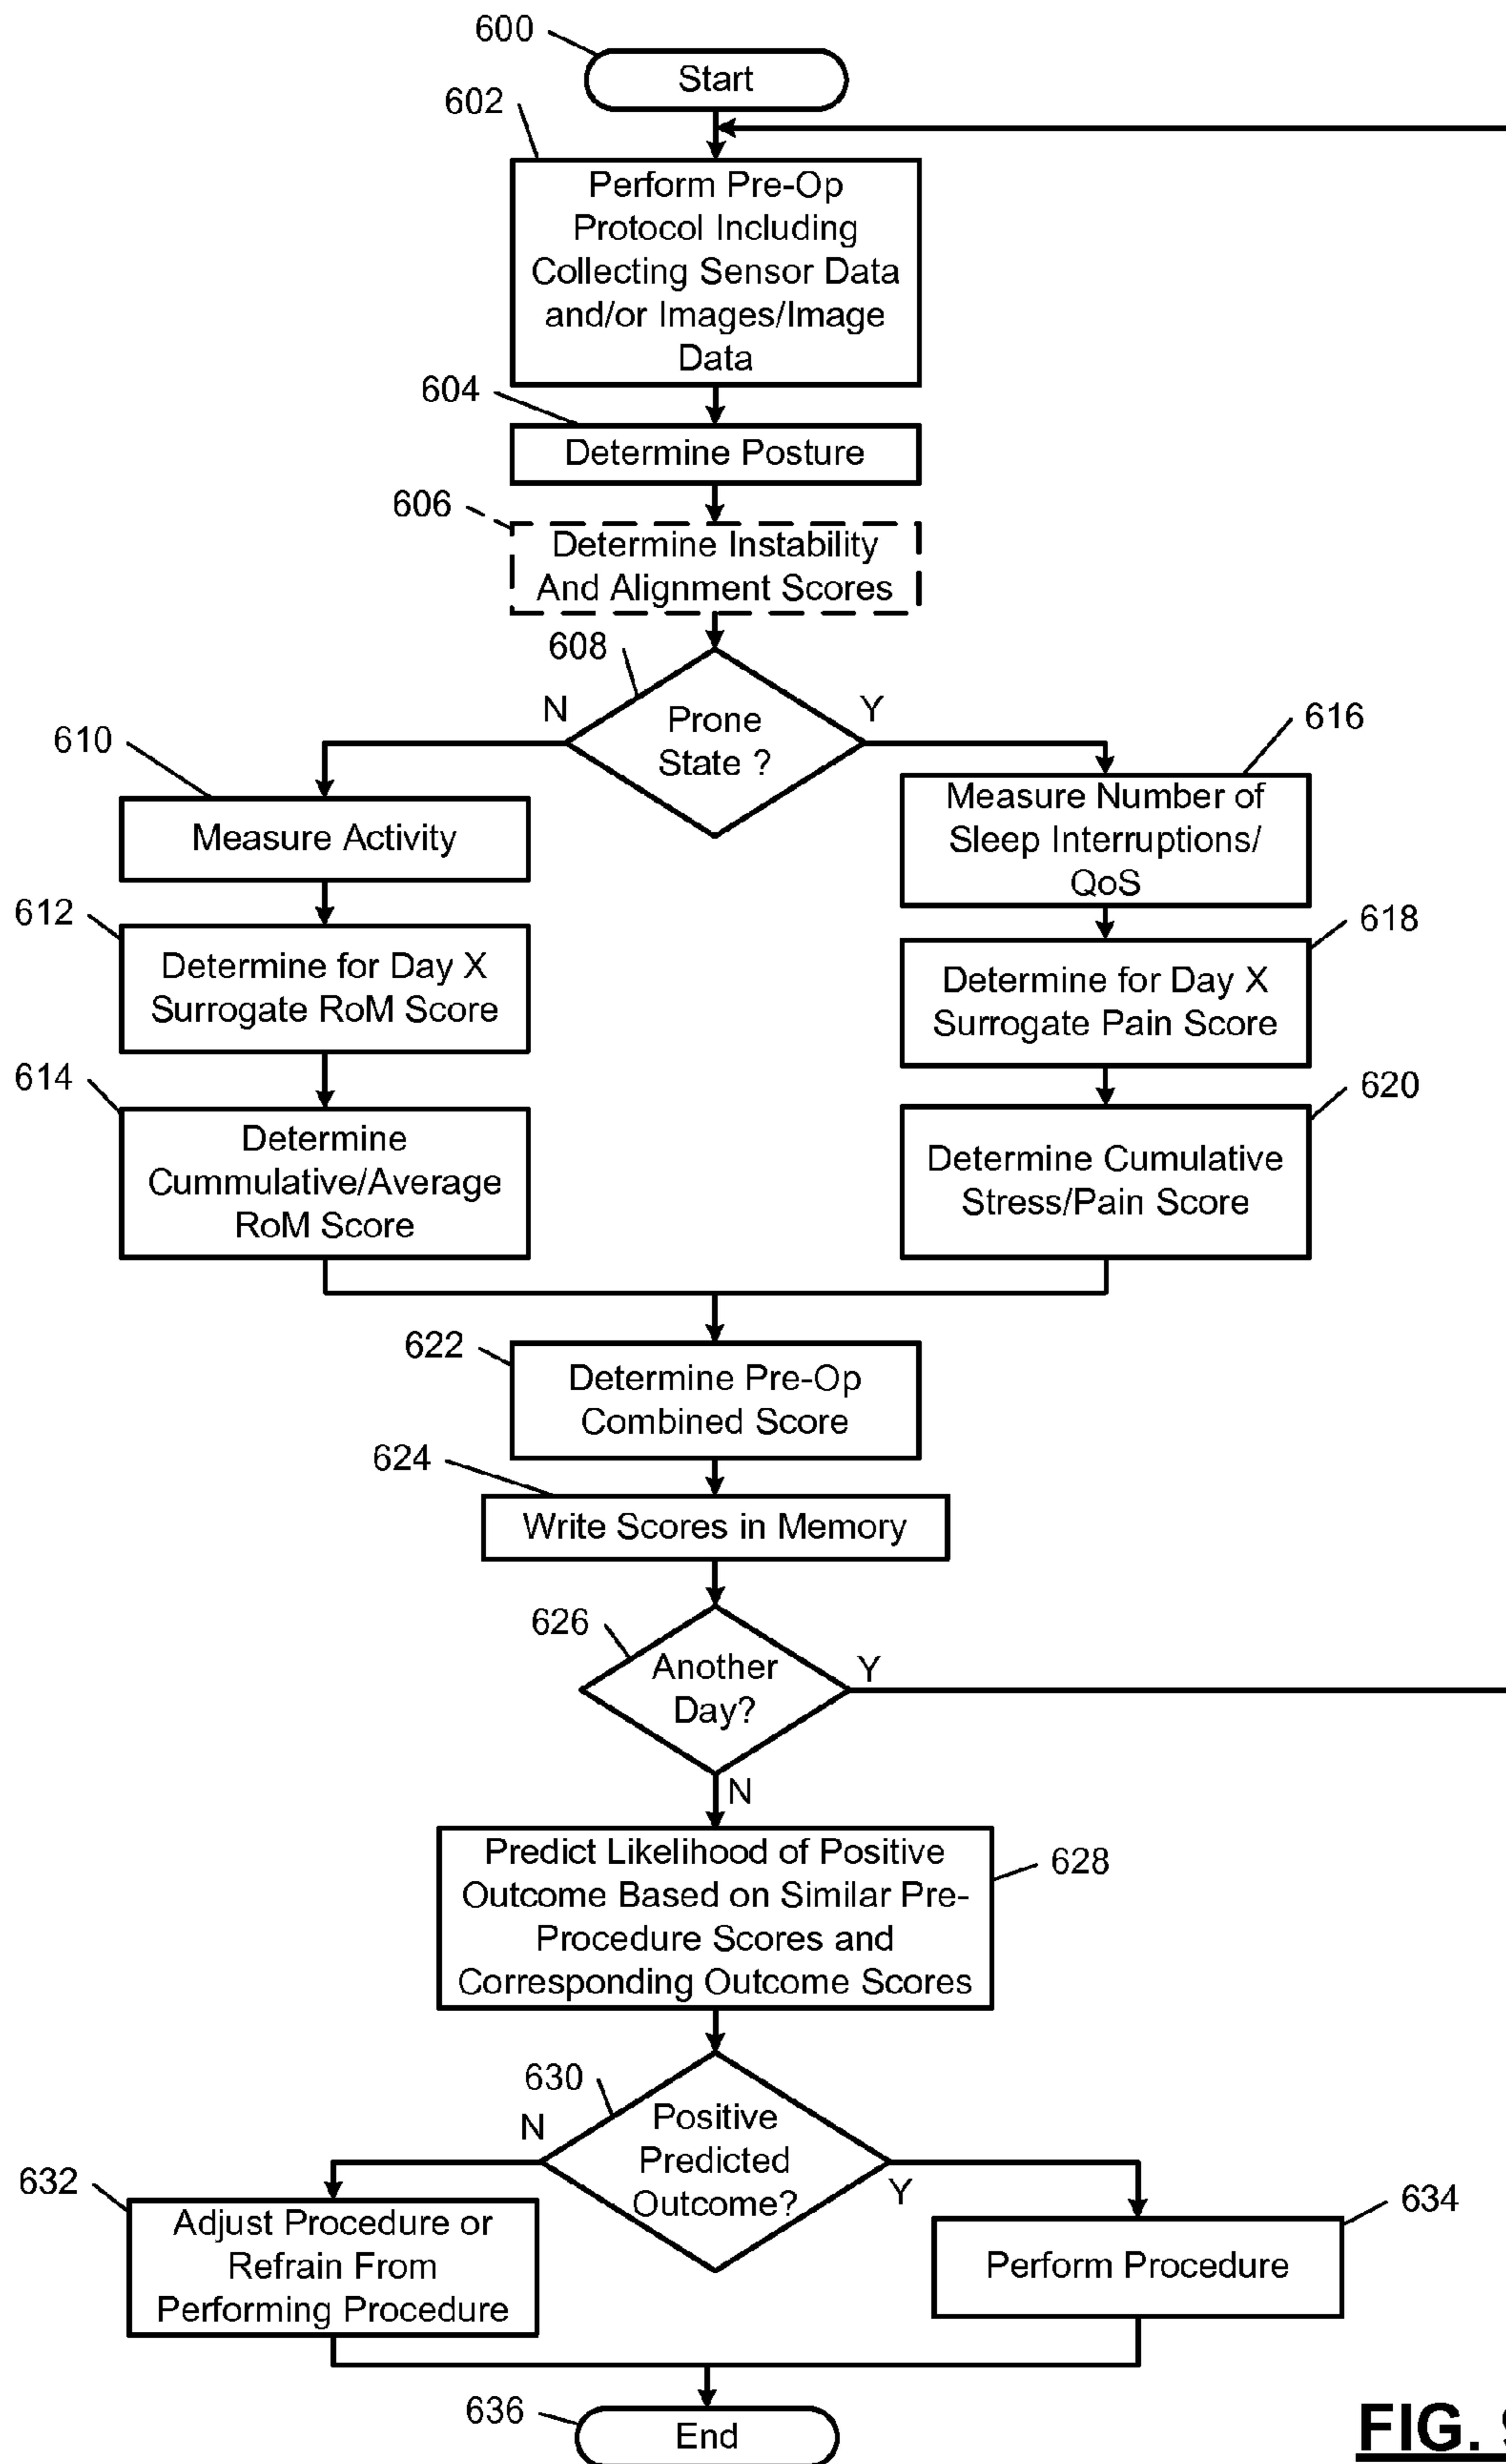 600
Start
602
Perform Pre-Op
Protocol Including
Collecting Sensor Data
and/or Images/Image
Data
604
Determine Posture
606
Determine Instability
And Alignment Scores
608
N
Prone
State ?
Y
610
Measure Activity
612
Determine for Day X
Surrogate RoM Score
614
Determine
Cummulative/Average
RoM Score
616
Measure Number of
Sleep Interruptions/
QoS
618
Determine for Day X
Surrogate Pain Score
620
Determine Cumulative
Stress/Pain Score
622
Determine Pre-Op
Combined Score
624
Write Scores in Memory
626
Another
Day?
Y
N
628
Predict Likelihood of Positive
Outcome Based on Similar Pre-
Procedure Scores and
Corresponding Outcome Scores
630
N
Positive
Predicted
Outcome?
Y
632
Adjust Procedure or
Refrain From
Performing Procedure
634
Perform Procedure
636
End
FIG.